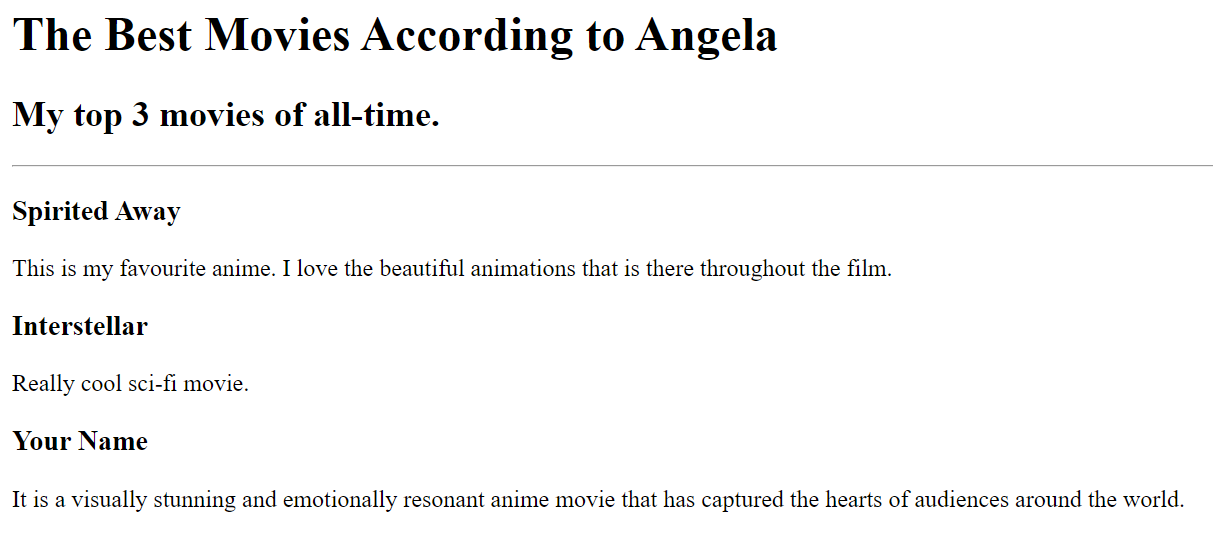 The Best Movies According to Angela
My top 3 movies of all-time.
Spirited Away
This is my favourite anime. I love the beautiful animations that is there throughout the film.
Interstellar
Really cool sci-fi movie.
Your Name
It is a visually stunning and emotionally resonant anime movie that has captured the hearts of audiences around the world.